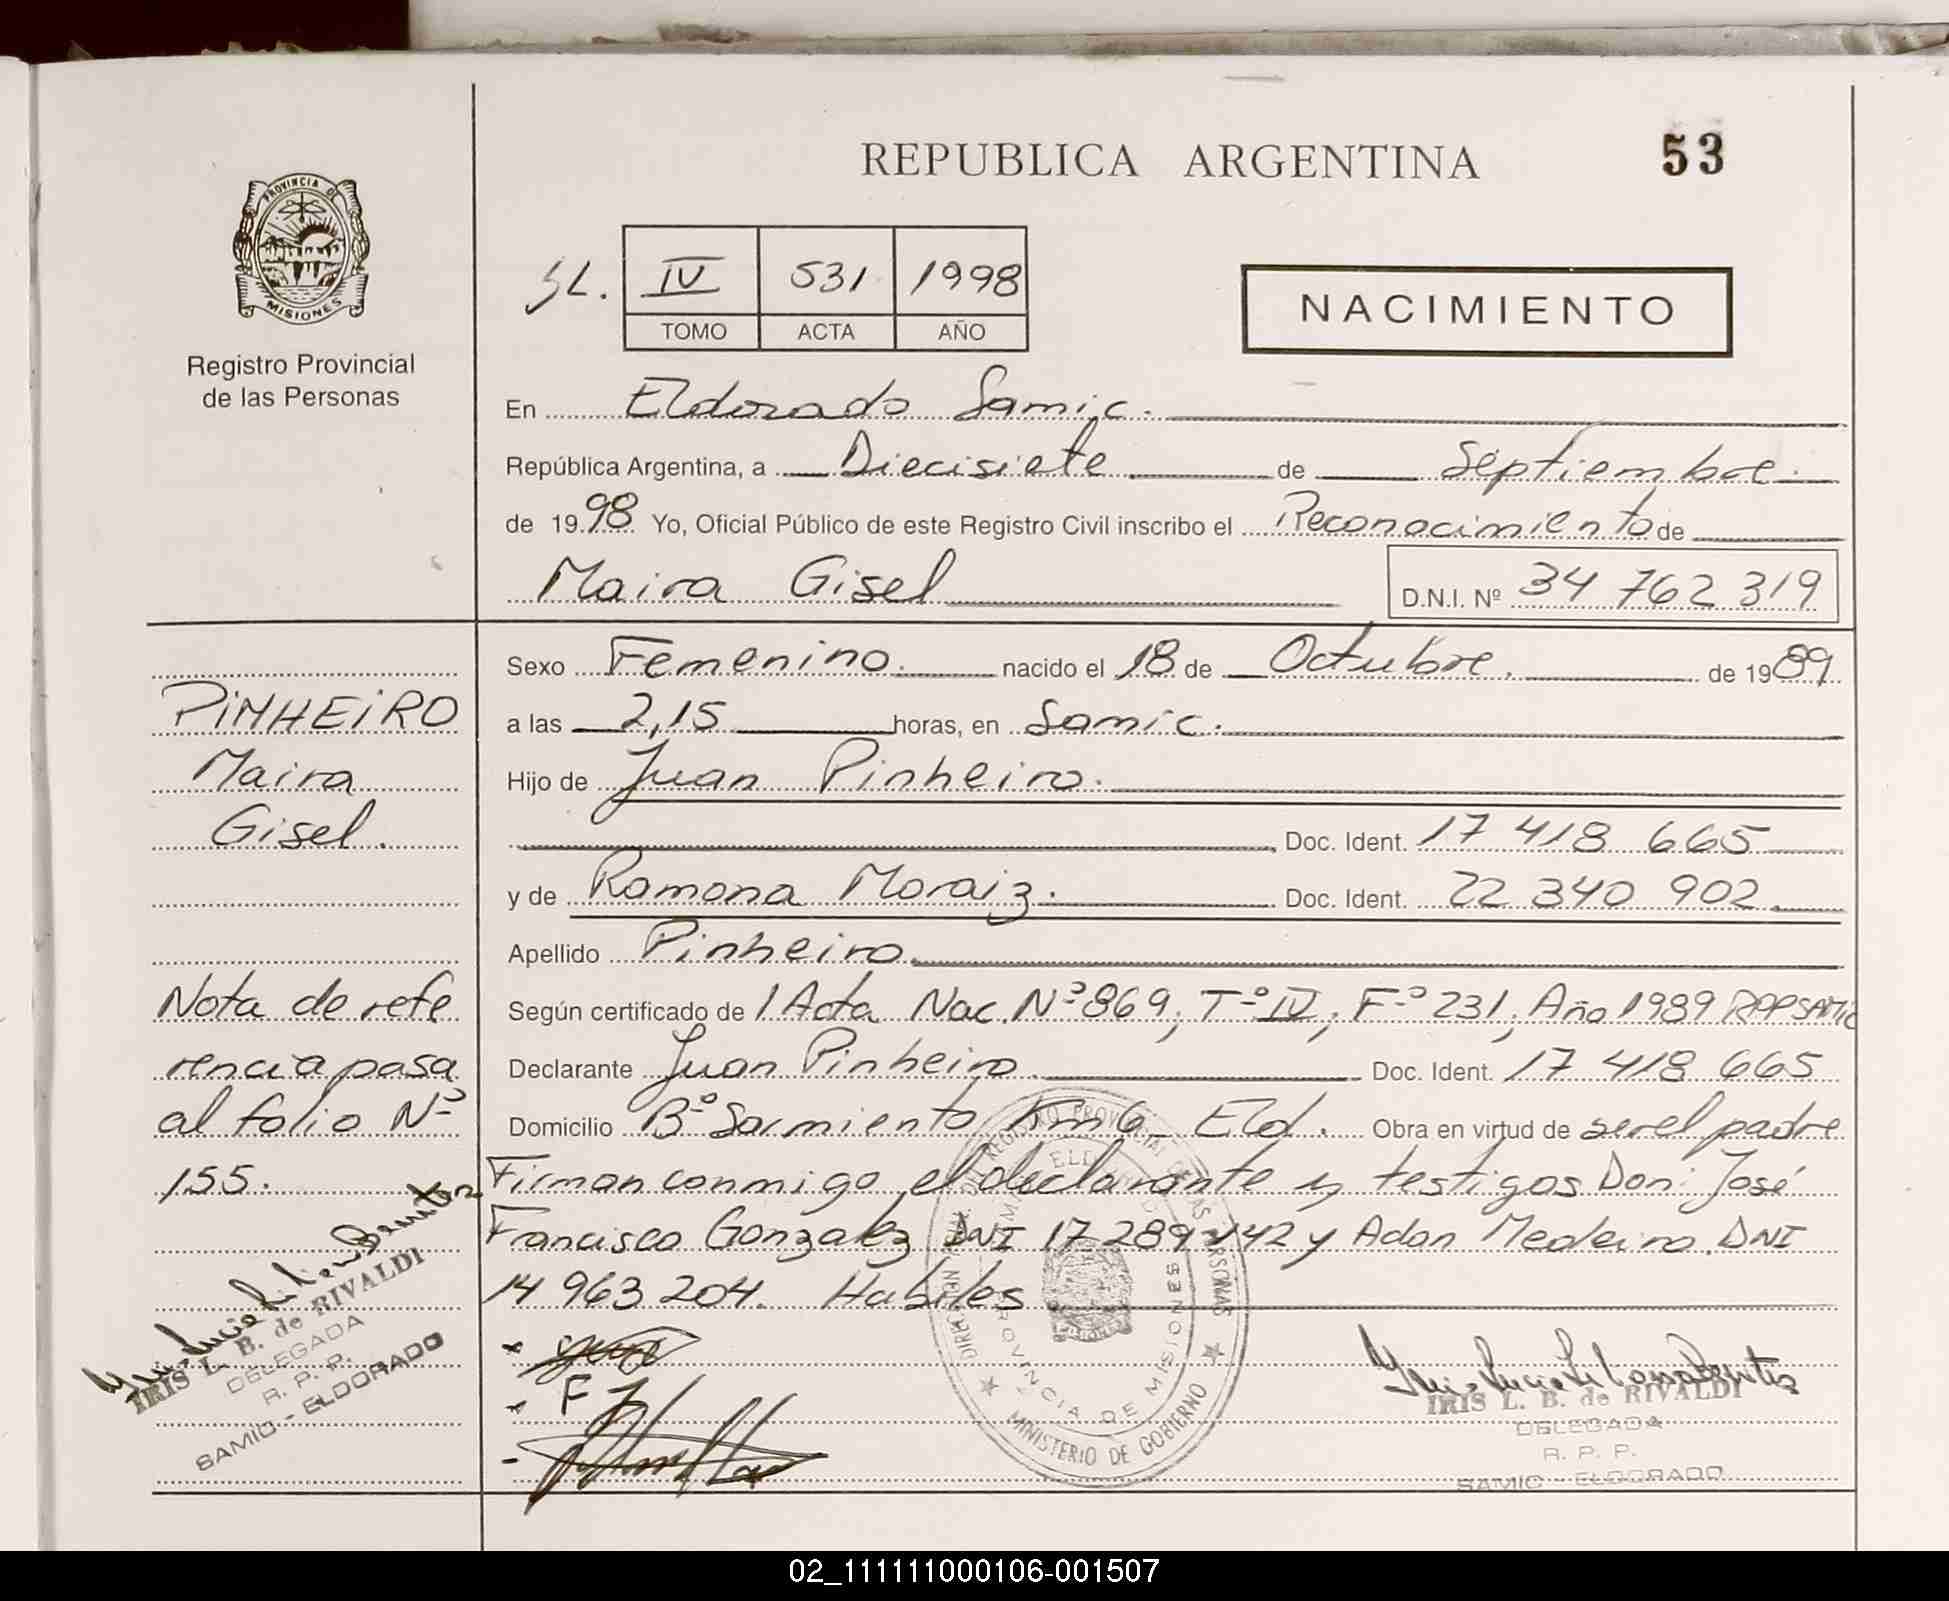 REPUBLICA ARGENTINA
53
PROVINCIA DE
MISIONES
Registro Provincial
de las Personas
SL. IV 531 1998
TOMO ACTA AÑO
NACIMIENTO
En Eldorado Samic.
República Argentina, a Diecisiete de Septiembre.
de 1998 Yo, Oficial Público de este Registro Civil inscribo el Reconocimiento de
Maira Gisel D.N.I. Nº 34 762 319
Sexo Femenino. nacido el 18 de Octubre. de 1989.
a las 2,15 horas, en Samic.
Hijo de Juan Pinheiro.
Doc. Ident. 17 418 665
y de Ramona Moraiz. Doc. Ident. 22 340 902.
Apellido Pinheiro.
Según certificado de 1 Acta Nac. Nº 869, Tº IV, Fº 231, Año 1989 RPPSAMIC
Declarante Juan Pinheiro. Doc. Ident. 17 418 665
Domicilio Bº Sarmiento Km 6 Eld. Obra en virtud de ser el padre
Firman conmigo el declarante y testigos Don: José
Francisco Gonzalez DNI 17 289 142 y Adan Medeiro. DNI
14 963 204. Habiles
PINHEIRO
Maira
Gisel.
Nota de refe
rencia pasa
al folio Nº
155.
IRIS L. B. de RIVALDI
DELEGADA
R. P. P.
SAMIC - ELDORADO
MINISTERIO DE GOBIERNO
PROVINCIA DE MISIONES
IRIS L. B. de RIVALDI
DELEGADA
R. P. P.
SAMIC - ELDORADO
02_111111000106-001507